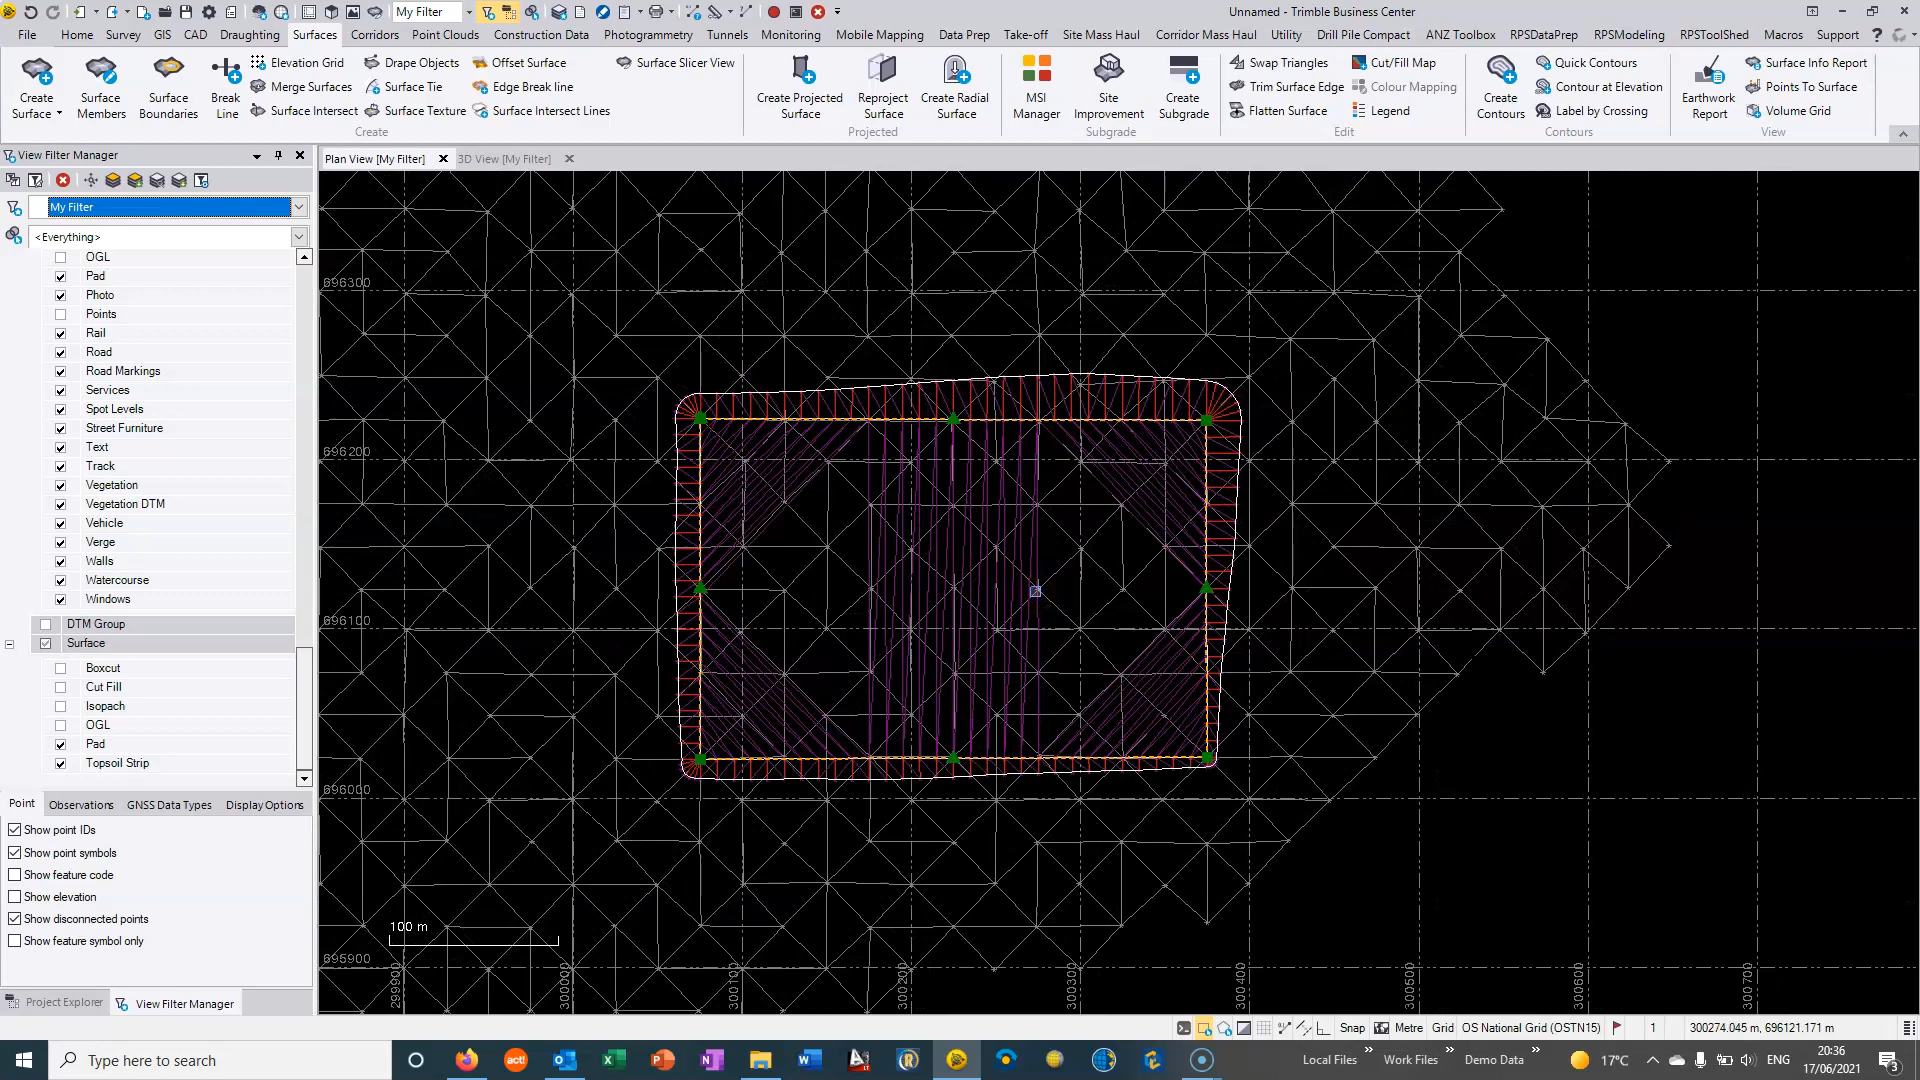 My Filter
Unnamed - Trimble Business Center
File Home Survey GIS CAD Draughting Surfaces Corridors Point Clouds Construction Data Photogrammetry Tunnels Monitoring Mobile Mapping Data Prep Take-off Site Mass Haul Corridor Mass Haul Utility Drill Pile Compact ANZ Toolbox RPSDataPrep RPSModeling RPSToolShed Macros Support
Create Surface
Surface Members
Surface Boundaries
Break Line
Elevation Grid
Merge Surfaces
Surface Intersect
Drape Objects
Surface Tie
Surface Texture
Offset Surface
Edge Break line
Surface Intersect Lines
Surface Slicer View
Create
Create Projected Surface
Reproject Surface
Create Radial Surface
Projected
MSI Manager
Site Improvement
Create Subgrade
Subgrade
Swap Triangles
Trim Surface Edge
Flatten Surface
Cut/Fill Map
Colour Mapping
Legend
Edit
Create Contours
Quick Contours
Contour at Elevation
Label by Crossing
Contours
Earthwork Report
Surface Info Report
Points To Surface
Volume Grid
View
View Filter Manager
My Filter
<Everything>
OGL
Pad
Photo
Points
Rail
Road
Road Markings
Services
Spot Levels
Street Furniture
Text
Track
Vegetation
Vegetation DTM
Vehicle
Verge
Walls
Watercourse
Windows
DTM Group
Surface
Boxcut
Cut Fill
Isopach
OGL
Pad
Topsoil Strip
Point Observations GNSS Data Types Display Options
Show point IDs
Show point symbols
Show feature code
Show elevation
Show disconnected points
Show feature symbol only
Project Explorer View Filter Manager
Plan View [My Filter] 3D View [My Filter]
696300
696200
696100
696000
695900
100 m
299900 300000 300100 300200 300300 300400 300500 300600 300700
Snap Metre Grid OS National Grid (OSTN15) 1 300274.045 m, 696121.171 m
Type here to search
act!
Local Files Work Files Demo Data 17°C ENG
20:36
17/06/2021
3